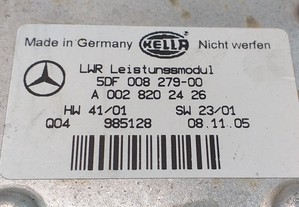 Made in Germany HELLA Nicht werfen
LWR Leistungsmodul
5DF 008 279-00
A 002 820 24 26
HW 41/01 SW 23/01
Q04 985128 08.11.05